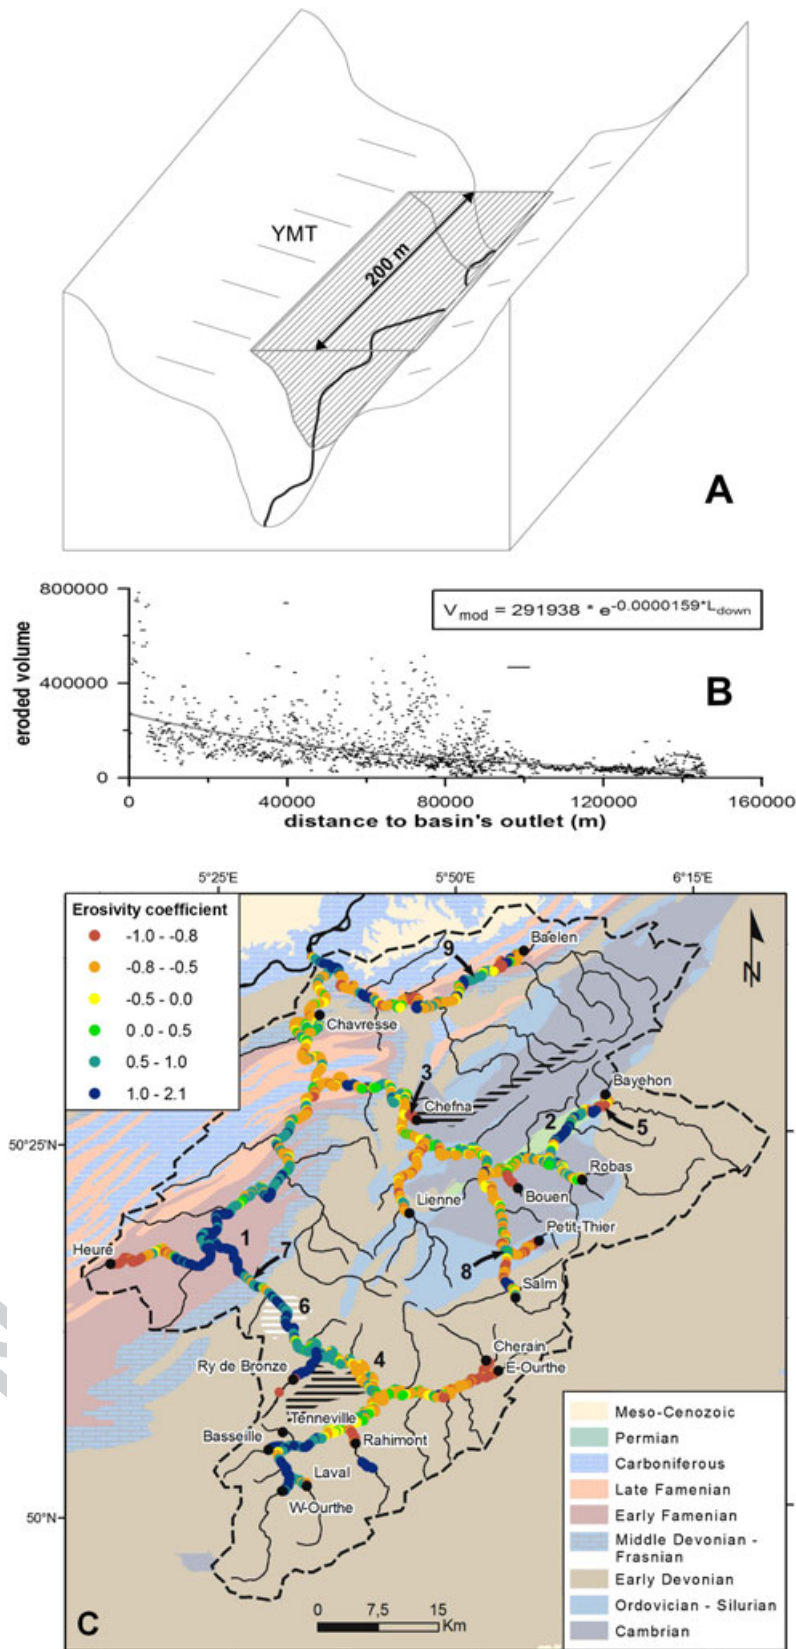 YMT
200 m
A
800000
400000
0
eroded volume
V_mod = 291938 * e^-0.0000159*L_down
B
0
40000
80000
120000
160000
distance to basin's outlet (m)
5°25'E
5°50'E
6°15'E
Erosivity coefficient
-1.0 - -0.8
-0.8 - -0.5
-0.5 - 0.0
0.0 - 0.5
0.5 - 1.0
1.0 - 2.1
N
9
Baelen
Chavresse
3
Chefna
Bayehon
2
5
50°25'N
Robas
Lienne
Bouen
Petit-Thier
1
Heure
7
8
Salm
6
Cherain
4
E-Ourthe
Ry de Bronze
Tenneville
Basseille
Rahimont
Laval
W-Ourthe
50°N
Meso-Cenozoic
Permian
Carboniferous
Late Famenian
Early Famenian
Middle Devonian -
Frasnian
Early Devonian
Ordovician - Silurian
Cambrian
C
0
7,5
15
Km